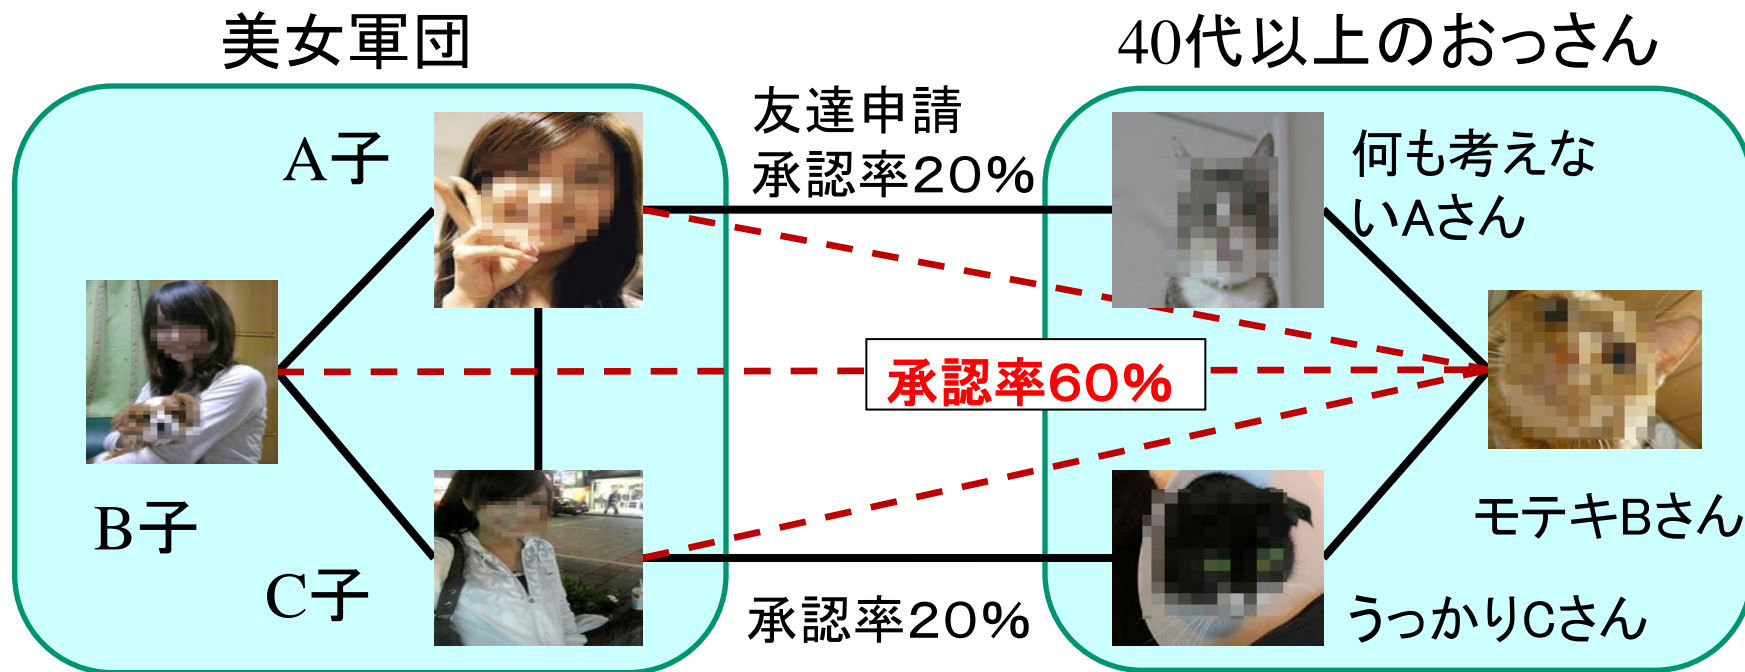 美女軍団
40代以上のおっさん
A子
友達申請
承認率20%
何も考えな
いAさん
承認率60%
B子
モテキBさん
C子
承認率20%
うっかりCさん